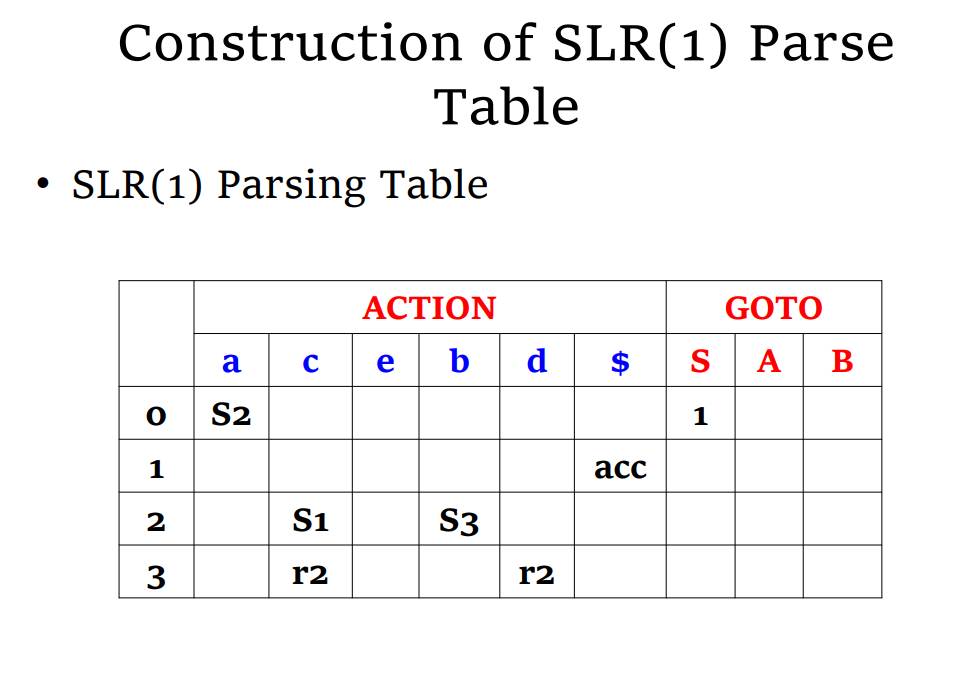 Construction of SLR(1) Parse
Table
• SLR(1) Parsing Table
ACTION GOTO
a c e b d $ S A B
0 S2 1
1 acc
2 S1 S3
3 r2 r2